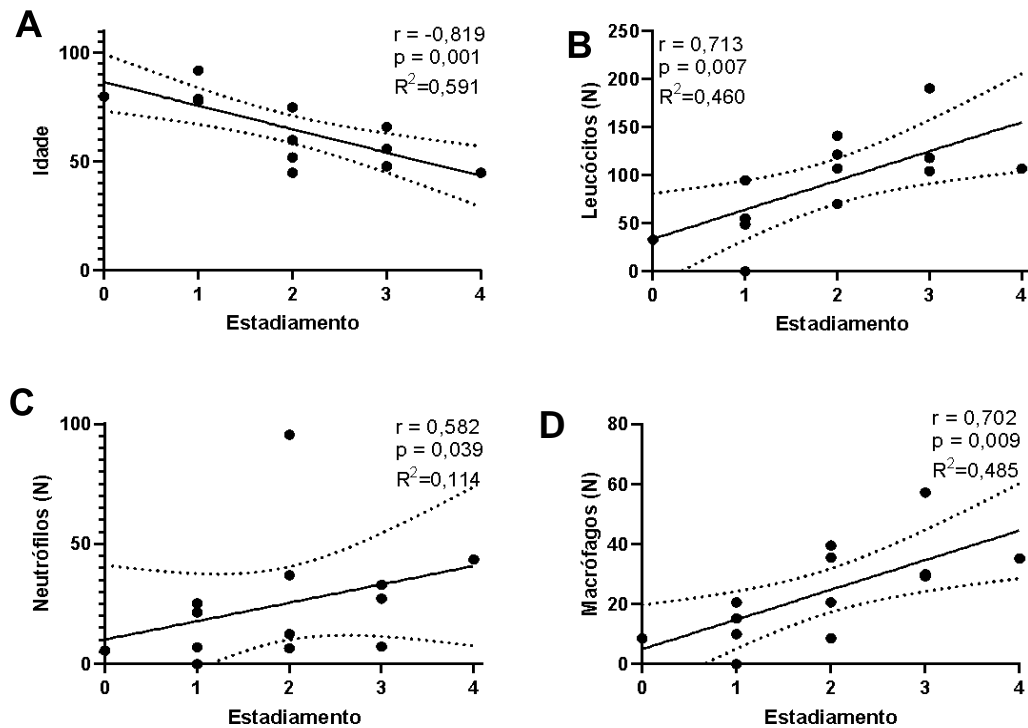 A
r = -0,819
p = 0,001
R²=0,591
Idade
100
50
0
0 1 2 3 4
Estadiamento
B
r = 0,713
p = 0,007
R²=0,460
Leucócitos (N)
250
200
150
100
50
0
0 1 2 3 4
Estadiamento
C
r = 0,582
p = 0,039
R²=0,114
Neutrófilos (N)
100
50
0
0 1 2 3 4
Estadiamento
D
r = 0,702
p = 0,009
R²=0,485
Macrófagos (N)
80
60
40
20
0
0 1 2 3 4
Estadiamento